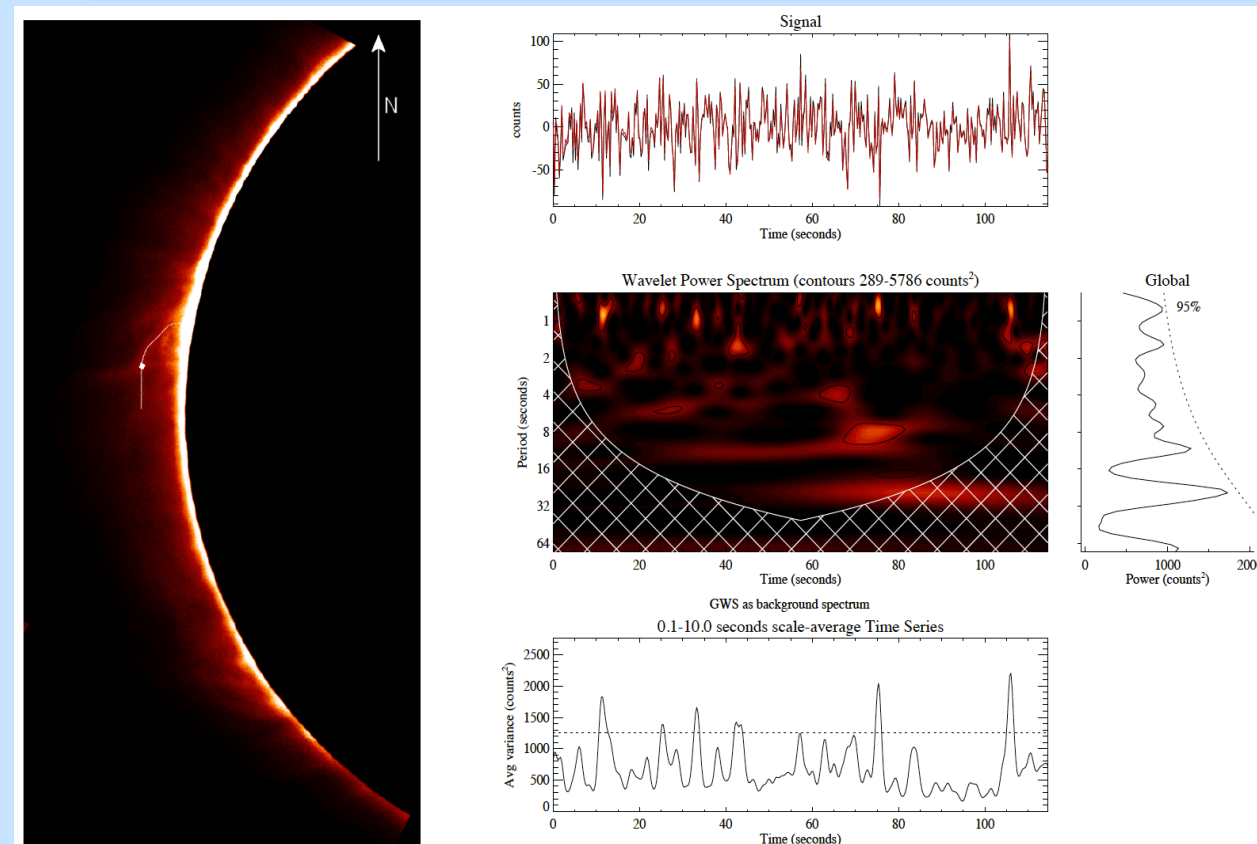 N
Signal
100
50
0
-50
counts
0 20 40 60 80 100
Time (seconds)
Wavelet Power Spectrum (contours 289-5786 counts²)
1
2
4
8
16
32
64
Period (seconds)
0 20 40 60 80 100
Time (seconds)
Global
95%
0 1000 200
Power (counts²)
GWS as background spectrum
0.1-10.0 seconds scale-average Time Series
2500
2000
1500
1000
500
0
Avg variance (counts²)
0 20 40 60 80 100
Time (seconds)